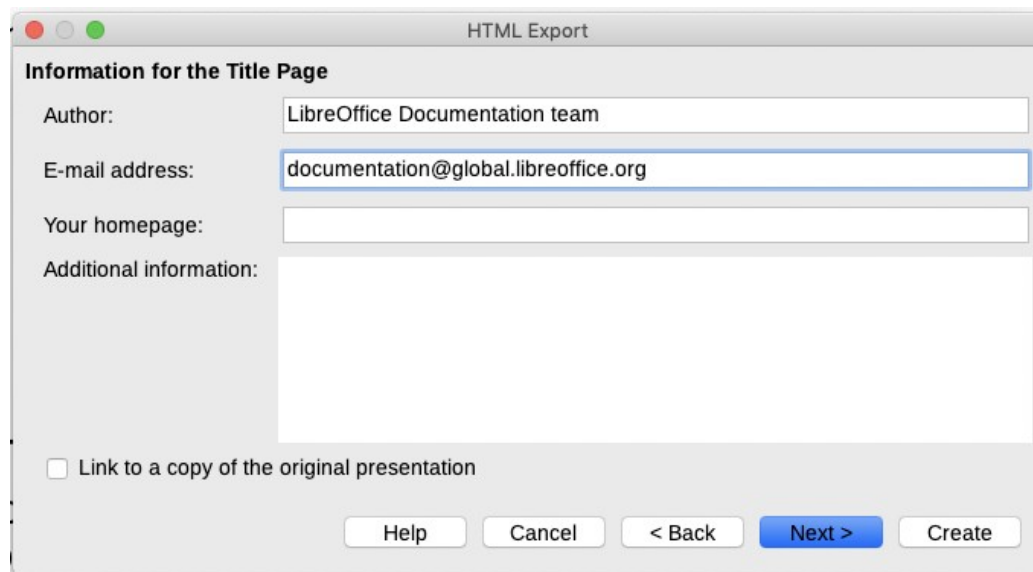 HTML Export
Information for the Title Page
Author: LibreOffice Documentation team
E-mail address: documentation@global.libreoffice.org
Your homepage:
Additional information:
Link to a copy of the original presentation
Help Cancel < Back Next > Create